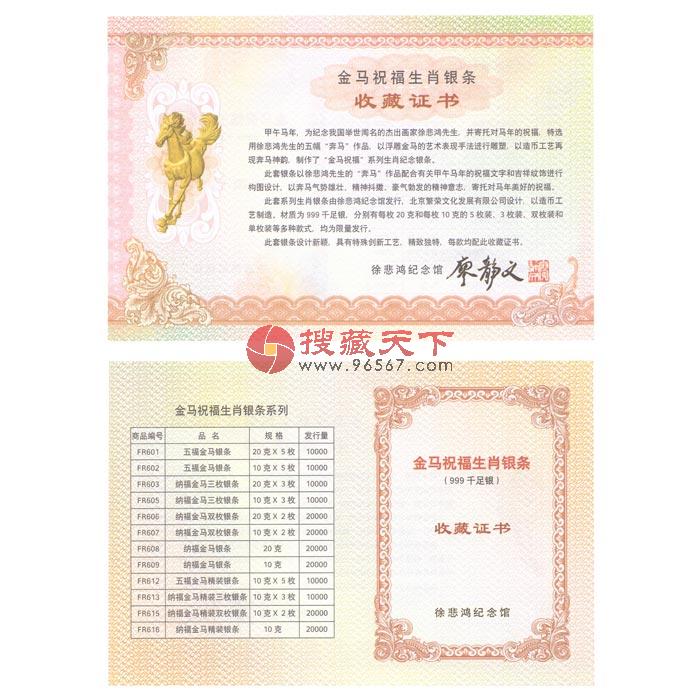 金马祝福生肖银条
收藏证书
甲午马年，为纪念我国举世闻名的杰出画家徐悲鸿先生，并寄托对马年的祝福，特选
用徐悲鸿先生的五幅“奔马”作品，以浮雕金马的艺术表现手法进行雕塑，以造币工艺再
现奔马神韵，制作了“金马祝福”系列生肖纪念银条。
此套银条以徐悲鸿先生的“奔马”作品配合有关甲午马年的祝福文字和吉祥纹饰进行
构图设计，以奔马气势雄壮、精神抖擞、豪气勃发的精神意志，寄托对马年美好的祝福。
此套系列生肖银条由徐悲鸿纪念馆发行，北京繁荣文化发展有限公司设计，以造币工
艺制造。材质为999千足银，分别有每枚20克和每枚10克的5枚装、3枚装、双枚装和
单枚装等多种款式，均为限量发行。
此套银条设计新颖，具有特殊创新工艺，精致独特，每款均配此收藏证书。
徐悲鸿纪念馆 廖静文
搜藏天下
www.96567.com
金马祝福生肖银条系列
商品编号 品 名 规 格 发行量
FR601 五福金马银条 20克X5枚 10000
FR602 五福金马银条 10克X5枚 10000
FR603 纳福金马三枚银条 20克X3枚 10000
FR605 纳福金马三枚银条 10克X3枚 10000
FR606 纳福金马双枚银条 20克X2枚 20000
FR607 纳福金马双枚银条 10克X2枚 20000
FR608 纳福金马银条 20克 20000
FR609 纳福金马银条 10克 20000
FR612 五福金马精装银条 10克X5枚 10000
FR613 纳福金马精装三枚银条 10克X3枚 10000
FR615 纳福金马精装双枚银条 10克X2枚 20000
FR616 纳福金马精装银条 10克 20000
金马祝福生肖银条
（999千足银）
收藏证书
徐悲鸿纪念馆